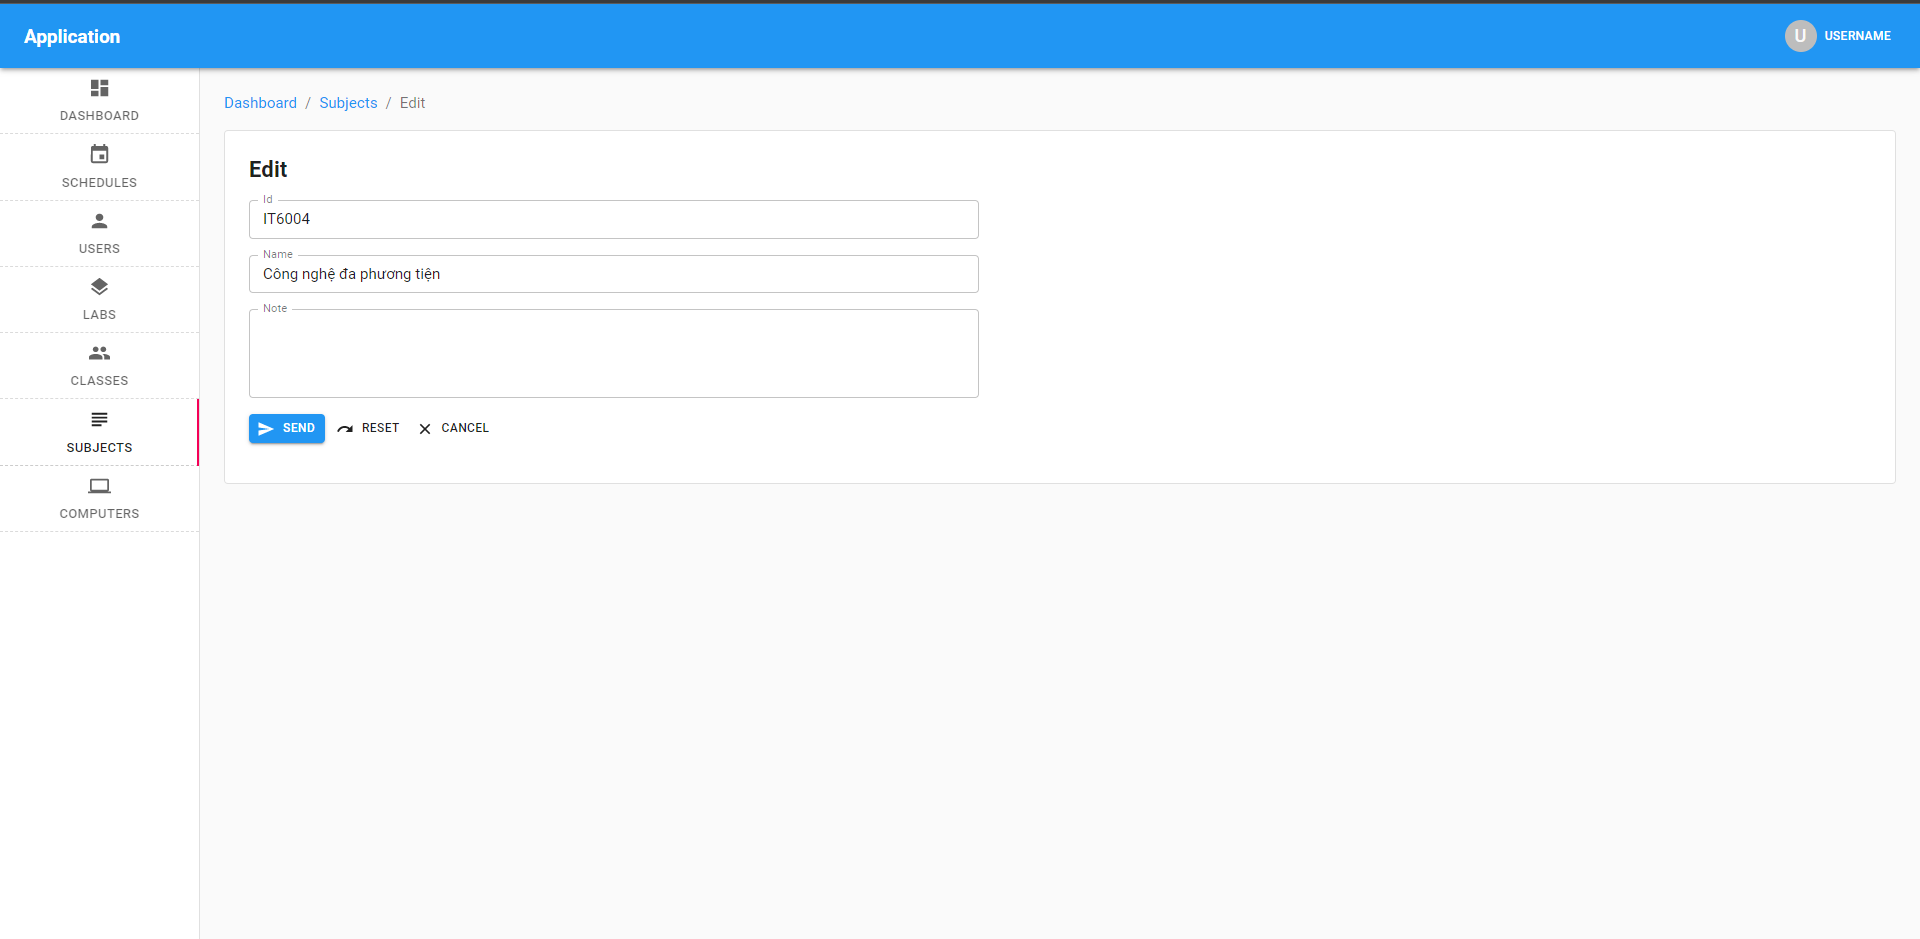 Application
U USERNAME
DASHBOARD
SCHEDULES
USERS
LABS
CLASSES
SUBJECTS
COMPUTERS
Dashboard / Subjects / Edit
Edit
Id
IT6004
Name
Công nghệ đa phương tiện
Note
SEND RESET CANCEL